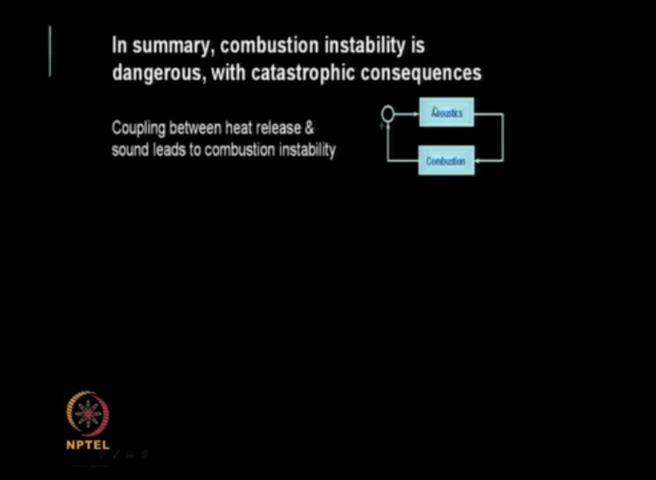 In summary, combustion instability is
dangerous, with catastrophic consequences
Coupling between heat release &
sound leads to combustion instability
Acoustics
Combustion
NPTEL